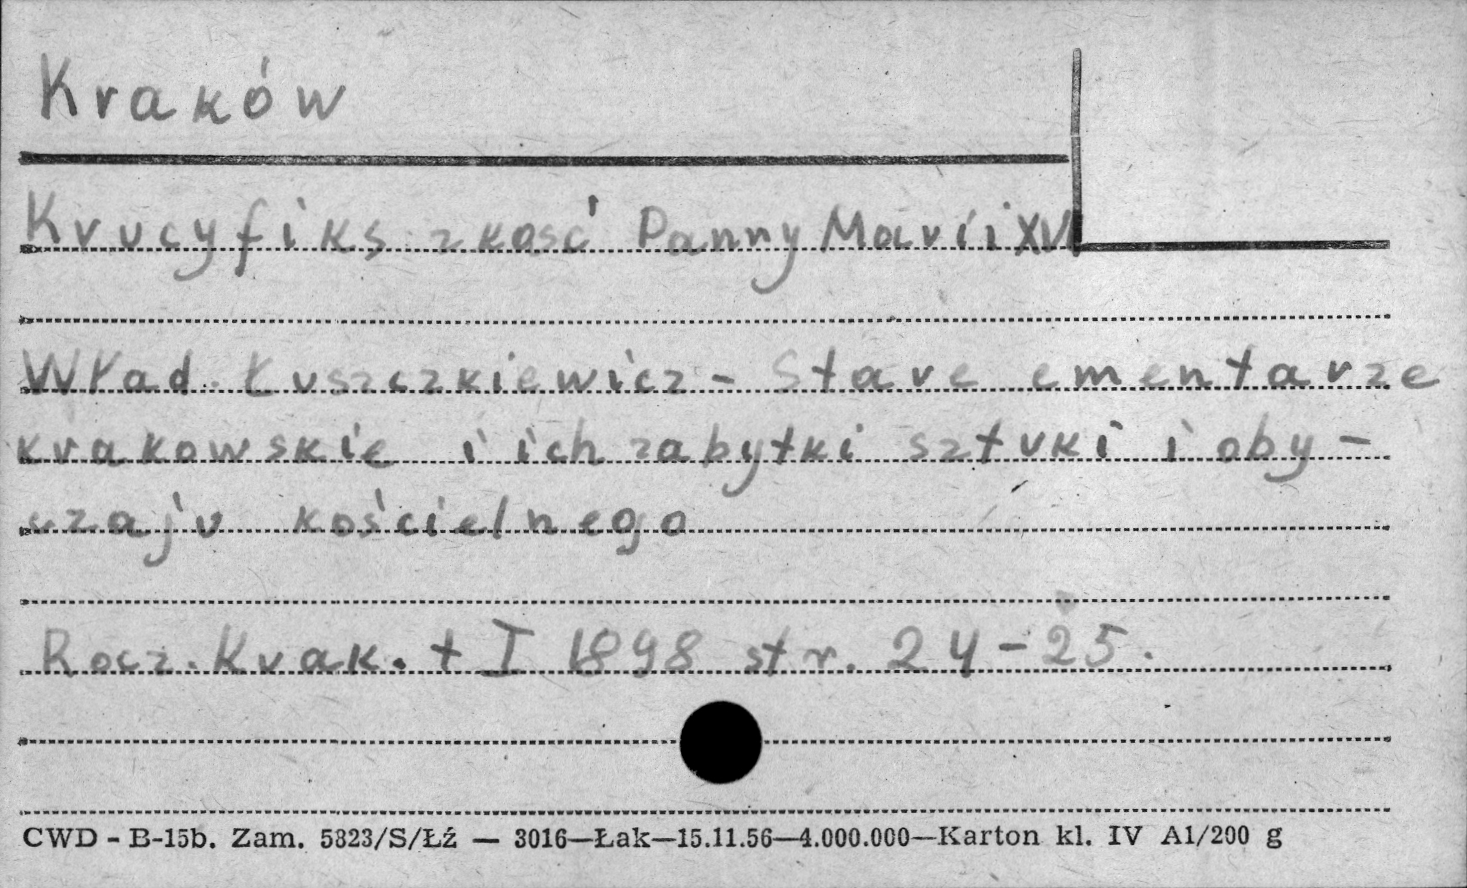 Kraków
Krucyfiks z kość Panny Marii XV
Wład. Łuszczkiewicz - Stare cmentarze
krakowskie i ich zabytki sztuki i oby-
czaju kościelnego
Rocz. Krak. t I 1898 str. 24-25.
CWD - B-15b. Zam. 5823/S/Łź — 3016—Łak—15.11.56—4.000.000—Karton kl. IV A1/200 g